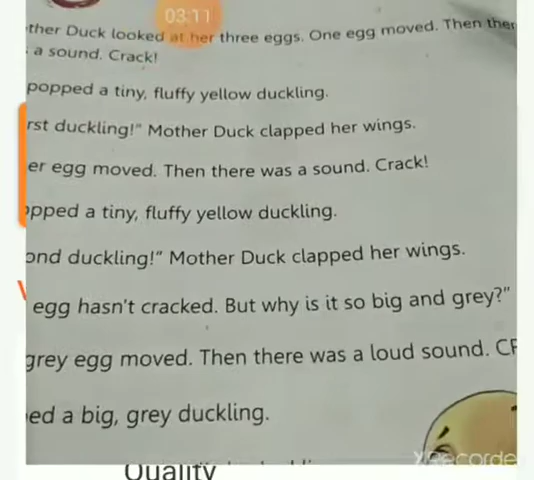 03:11
ther Duck looked at her three eggs. One egg moved. Then ther
a sound. Crack!
popped a tiny, fluffy yellow duckling.
rst duckling!" Mother Duck clapped her wings.
er egg moved. Then there was a sound. Crack!
opped a tiny, fluffy yellow duckling.
ond duckling!" Mother Duck clapped her wings.
egg hasn't cracked. But why is it so big and grey?"
grey egg moved. Then there was a loud sound. CR
ed a big, grey duckling.
XRecorde
Quality